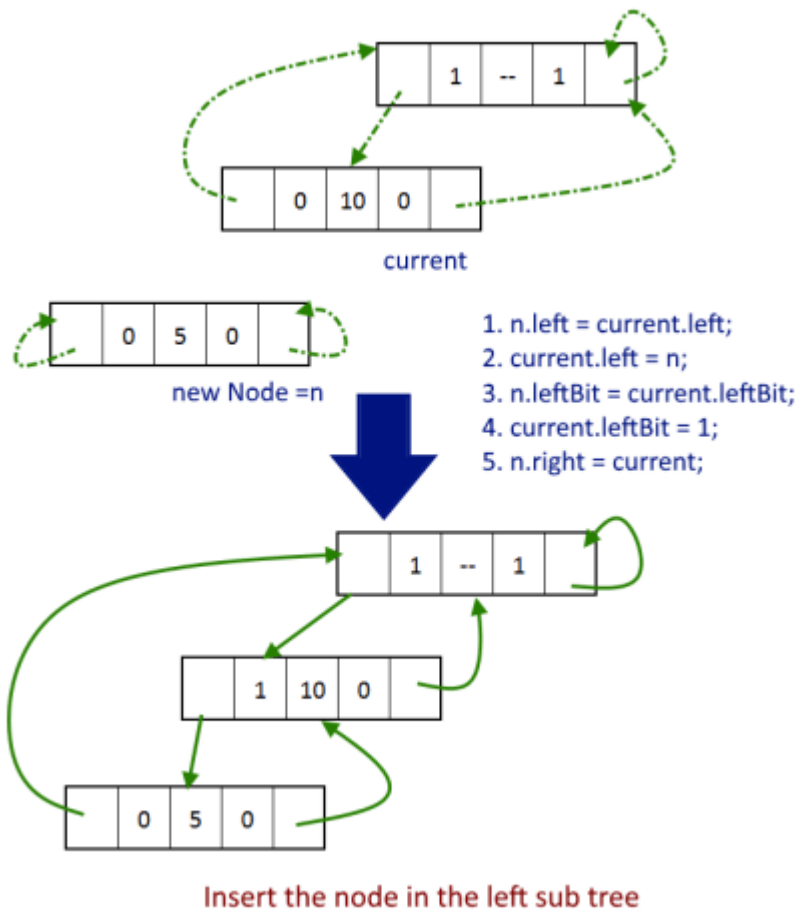 1 -- 1
0 10 0
current
0 5 0
new Node =n
1. n.left = current.left;
2. current.left = n;
3. n.leftBit = current.leftBit;
4. current.leftBit = 1;
5. n.right = current;
1 -- 1
1 10 0
0 5 0
Insert the node in the left sub tree